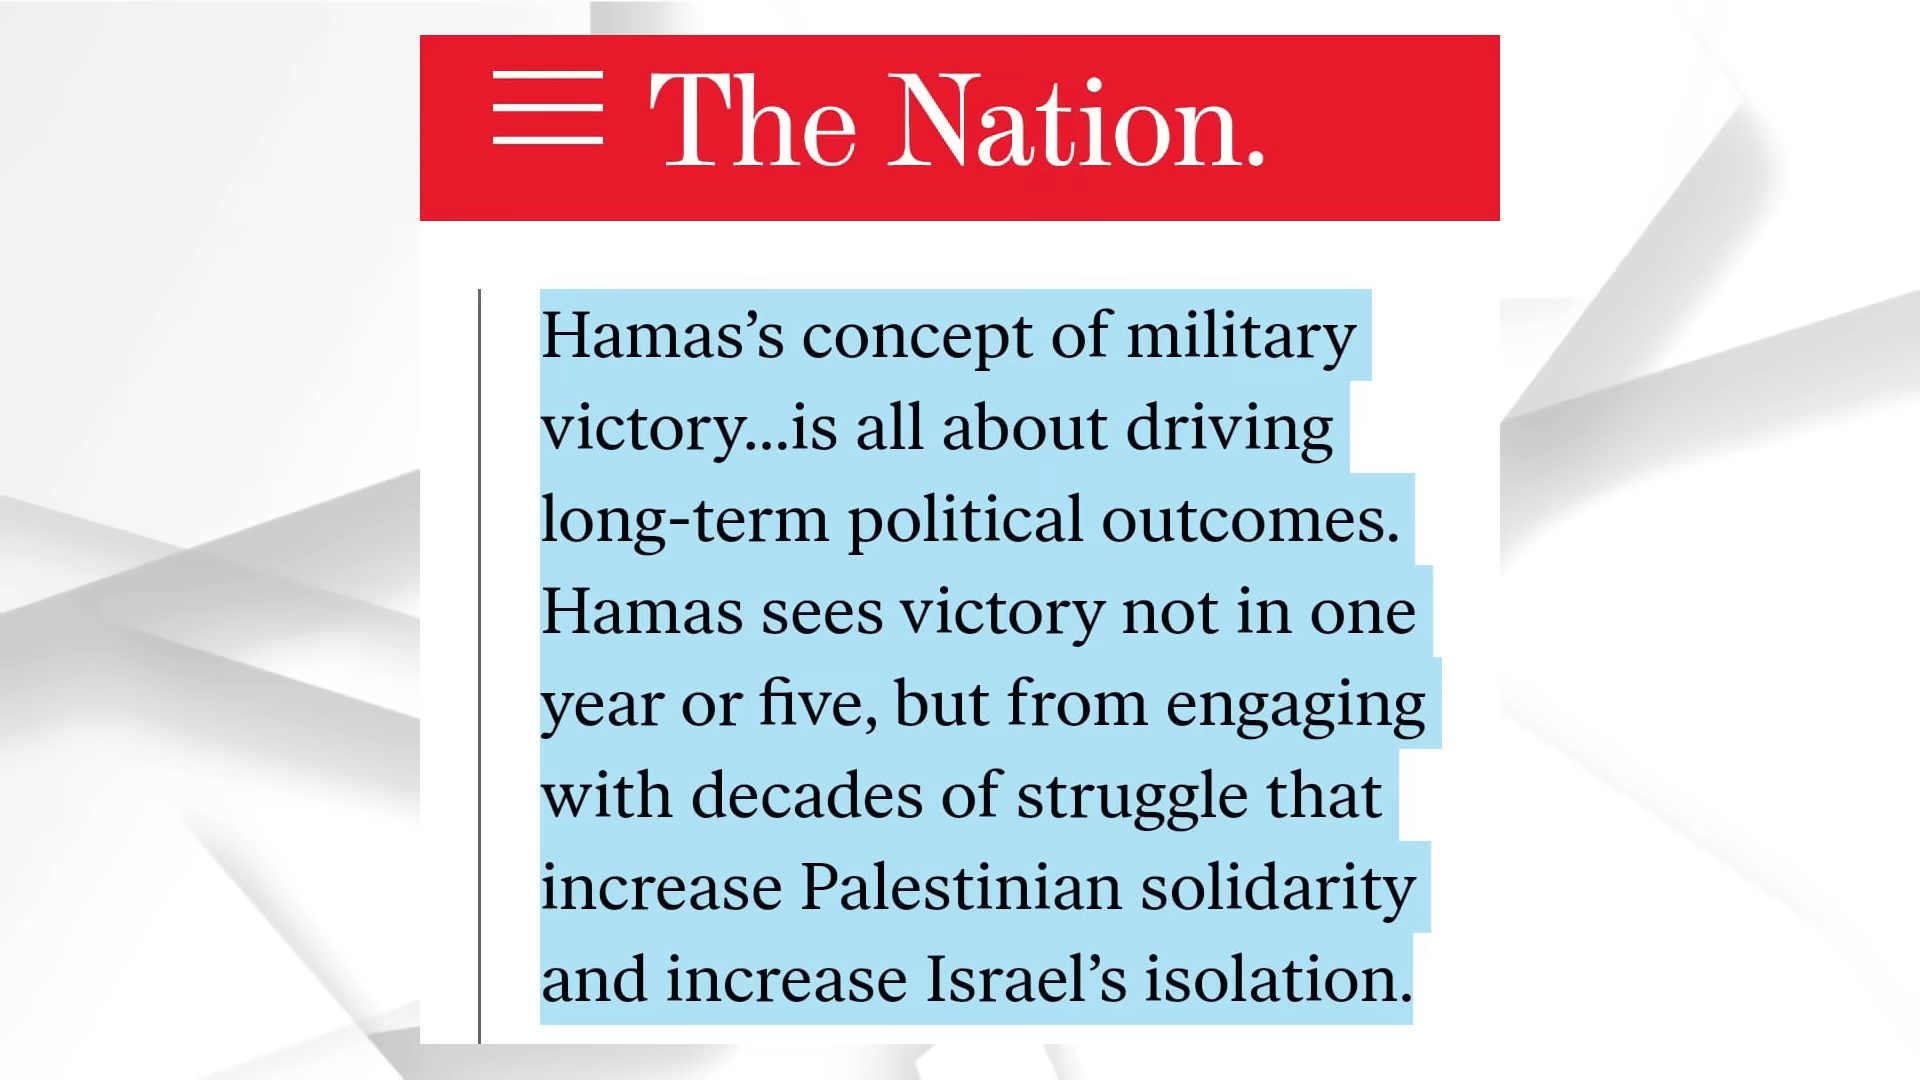 The Nation.
Hamas’s concept of military
victory...is all about driving
long-term political outcomes.
Hamas sees victory not in one
year or five, but from engaging
with decades of struggle that
increase Palestinian solidarity
and increase Israel’s isolation.